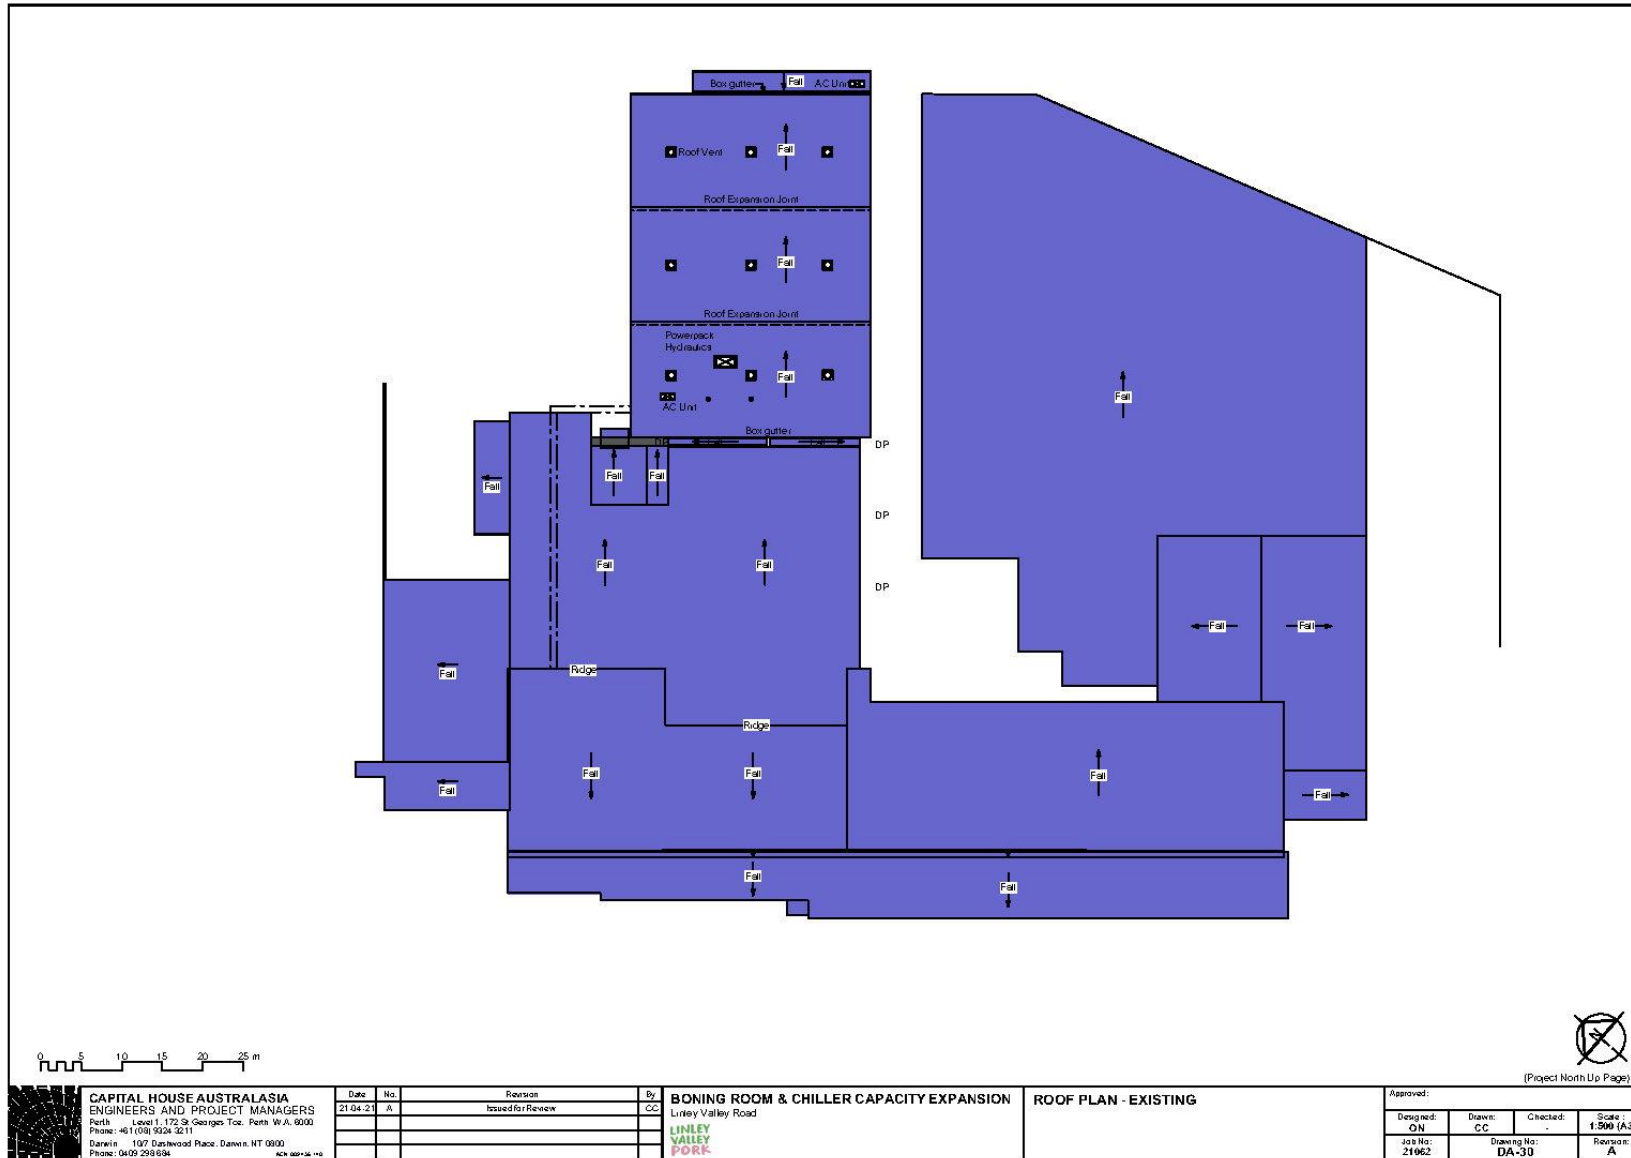 Box gutter Fall AC Unit
Fall
Roof Vent
Roof Expansion Joint
Fall
Roof Expansion Joint
Powerpack
Hydraulics
Fall
AC Unit
Box gutter
DP
Fall Fall Fall
DP
Fall Fall
DP
Fall
Fall Fall
Fall
Ridge
Ridge
Fall Fall Fall
Fall Fall
Fall
Fall
0 5 10 15 20 25 m
(Project North Up Page)
CAPITAL HOUSE AUSTRALASIA
ENGINEERS AND PROJECT MANAGERS
Perth Level 1, 172 St Georges Tce, Perth W.A. 6000
Phone: +61 (08) 9324 3211
Darwin 10/7 Dashwood Place, Darwin, NT 0800
Phone: 0409 298 684
Date No. Revision By
21-04-21 A Issued for Review CC
BONING ROOM & CHILLER CAPACITY EXPANSION
Linley Valley Road
LINLEY
VALLEY
PORK
ROOF PLAN - EXISTING
Approved:
Designed: Drawn: Checked: Scale :
ON CC - 1:500 (A3
Job No: Drawing No: Revision:
21062 DA-30 A